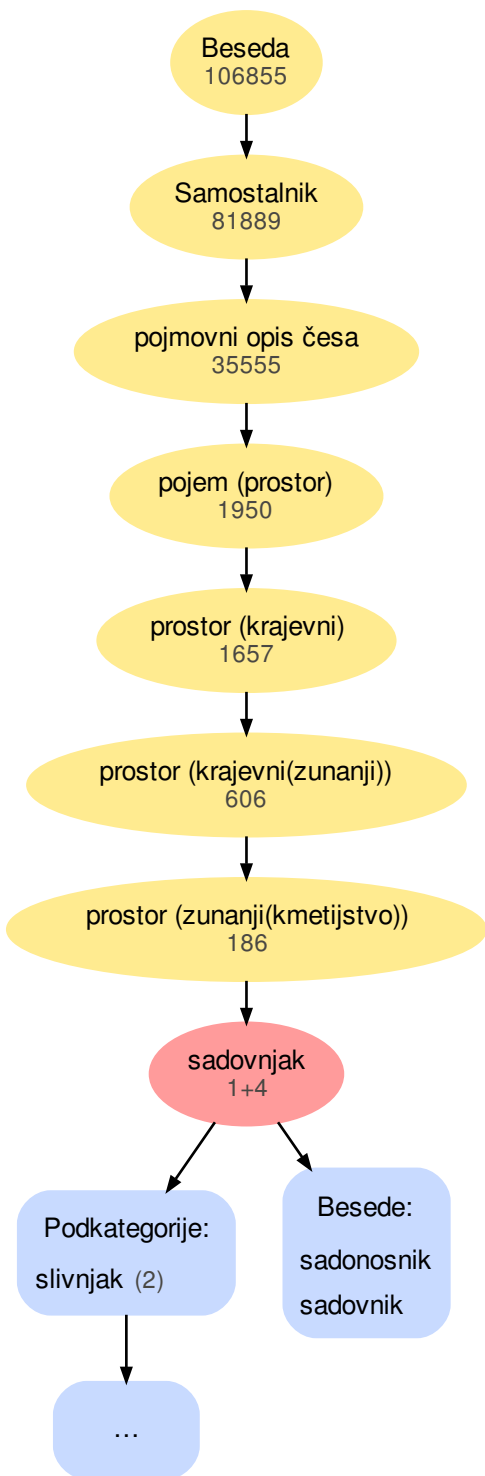 Beseda
106855
Samostalnik
81889
pojmovni opis česa
35555
pojem (prostor)
1950
prostor (krajevni)
1657
prostor (krajevni(zunanji))
606
prostor (zunanji(kmetijstvo))
186
sadovnjak
1+4
Podkategorije:
slivnjak (2)
...
Besede:
sadonosnik
sadovnik